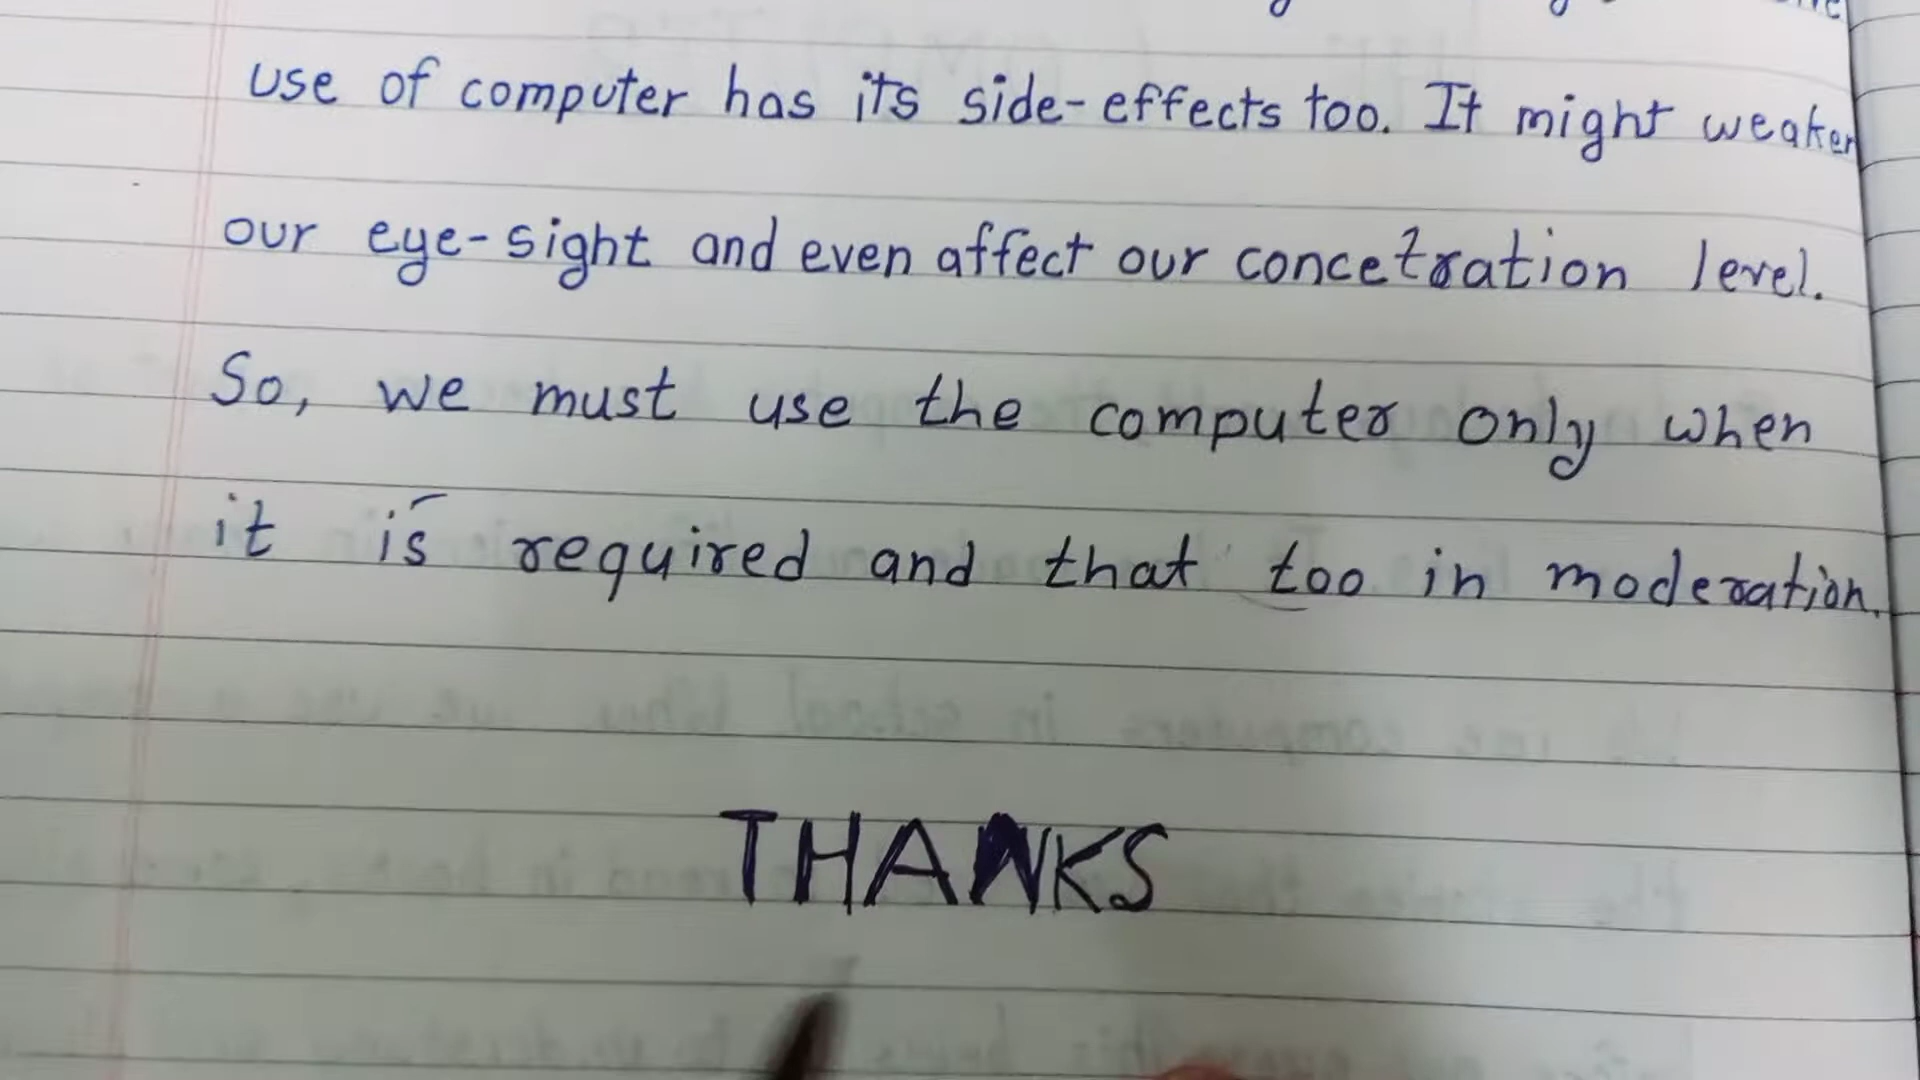 use of computer has its side-effects too. It might weaken
our eye-sight and even affect our concetration level.
So, we must use the computer only when
it is required and that too in moderation.
THANKS